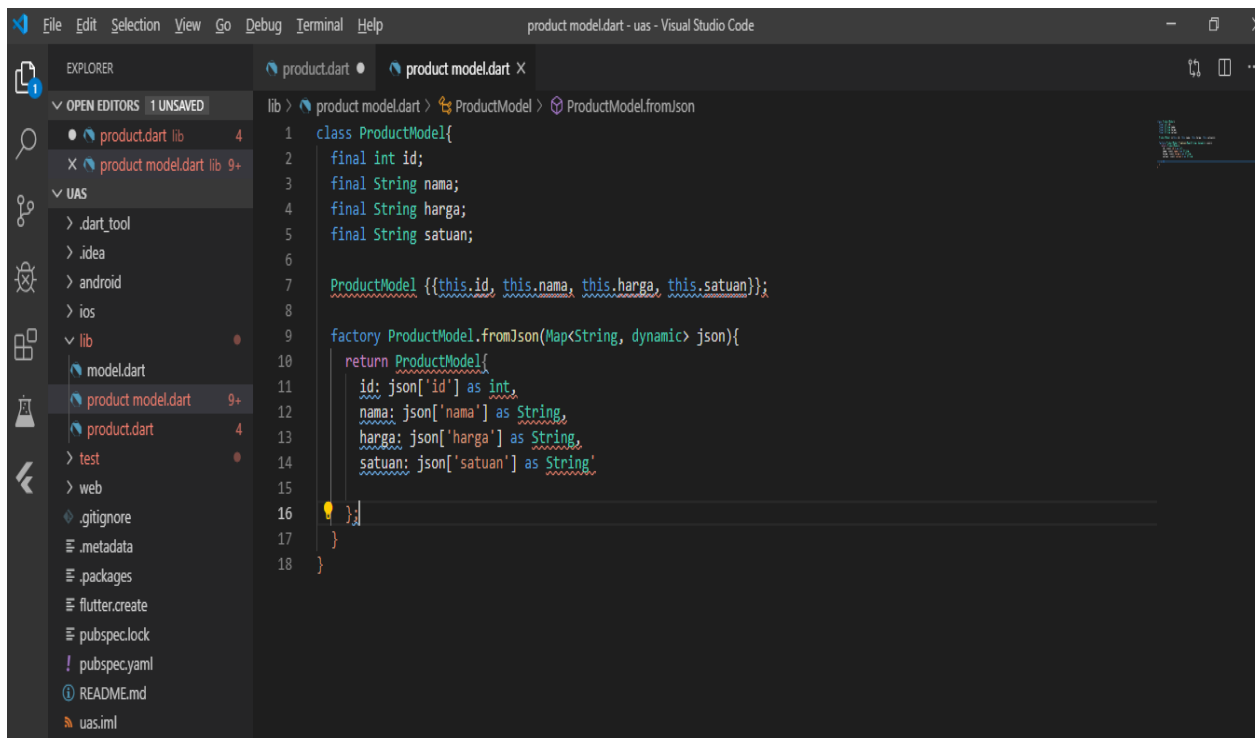 File Edit Selection View Go Debug Terminal Help product model.dart - uas - Visual Studio Code
EXPLORER
product.dart
product model.dart
OPEN EDITORS 1 UNSAVED
product.dart lib 4
product model.dart lib 9+
UAS
.dart_tool
.idea
android
ios
lib
model.dart
product model.dart 9+
product.dart 4
test
web
.gitignore
.metadata
.packages
flutter.create
pubspec.lock
pubspec.yaml
README.md
uas.iml
1
lib > product model.dart > ProductModel > ProductModel.fromJson
1 class ProductModel{
2 final int id;
3 final String nama;
4 final String harga;
5 final String satuan;
6
7 ProductModel {{this.id, this.nama, this.harga, this.satuan}};
8
9 factory ProductModel.fromJson(Map<String, dynamic> json){
10 return ProductModel{
11 id: json['id'] as int,
12 nama: json['nama'] as String,
13 harga: json['harga'] as String,
14 satuan: json['satuan'] as String'
15
16 };
17 }
18 }